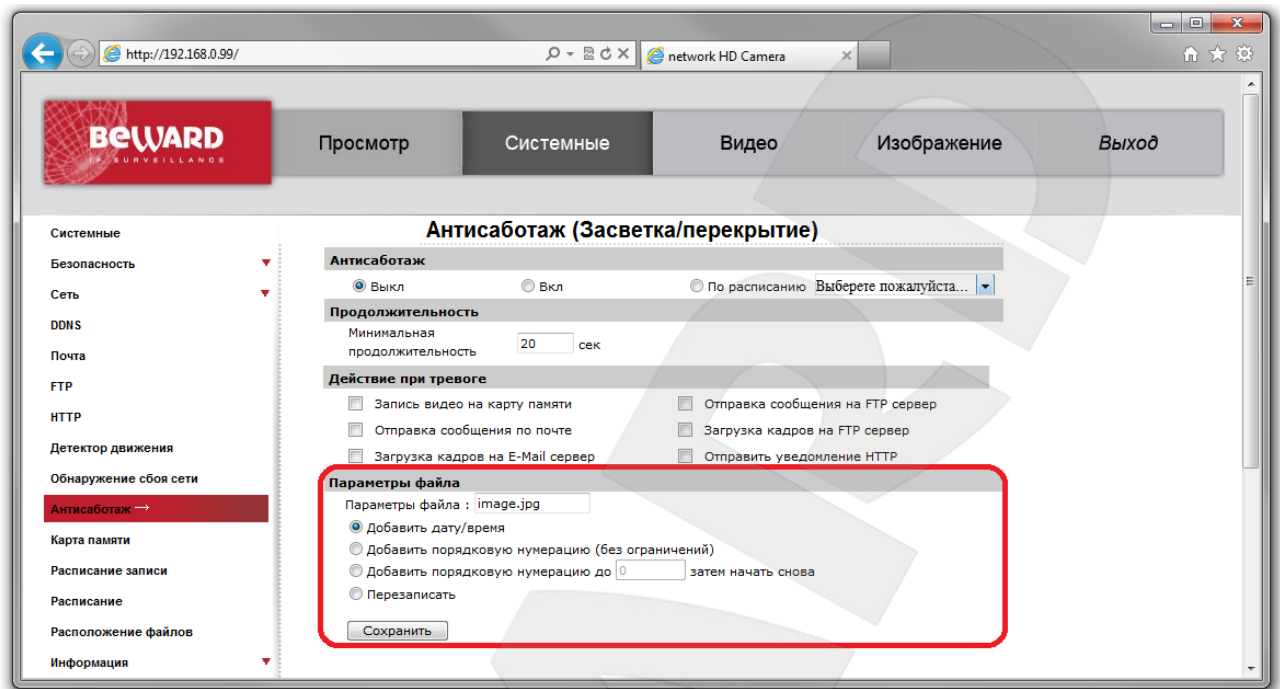 http://192.168.0.99/
network HD Camera
BEWARD
IP SURVEILLANCE
Просмотр Системные Видео Изображение Выход
Системные
Безопасность
Сеть
DDNS
Почта
FTP
HTTP
Детектор движения
Обнаружение сбоя сети
Антисаботаж →
Карта памяти
Расписание записи
Расписание
Расположение файлов
Информация
Антисаботаж (Засветка/перекрытие)
Антисаботаж
Выкл Вкл По расписанию Выберете пожалуйста...
Продолжительность
Минимальная
продолжительность 20 сек
Действие при тревоге
Запись видео на карту памяти Отправка сообщения на FTP сервер
Отправка сообщения по почте Загрузка кадров на FTP сервер
Загрузка кадров на E-Mail сервер Отправить уведомление HTTP
Параметры файла
Параметры файла : image.jpg
Добавить дату/время
Добавить порядковую нумерацию (без ограничений)
Добавить порядковую нумерацию до 0 затем начать снова
Перезаписать
Сохранить